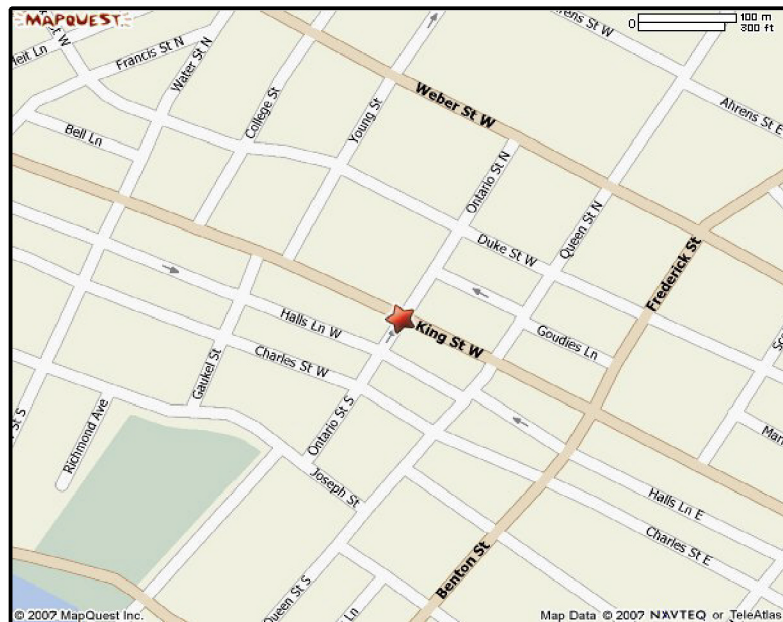 MAPQUEST
0 100 m
300 ft
Ahrens St W
Francis St N
Water St N
College St
Young St
Weber St W
Ahrens St E
Bell Ln
Ontario St N
Queen St N
Duke St W
Frederick St
Halls Ln W
King St W
Goudies Ln
Charles St W
Gaukel St
Richmond Ave
Ontario St S
Joseph St
Halls Ln E
Charles St E
Benton St
Queen St S
Ln
© 2007 MapQuest Inc.
Map Data © 2007 NAVTEQ or TeleAtlas